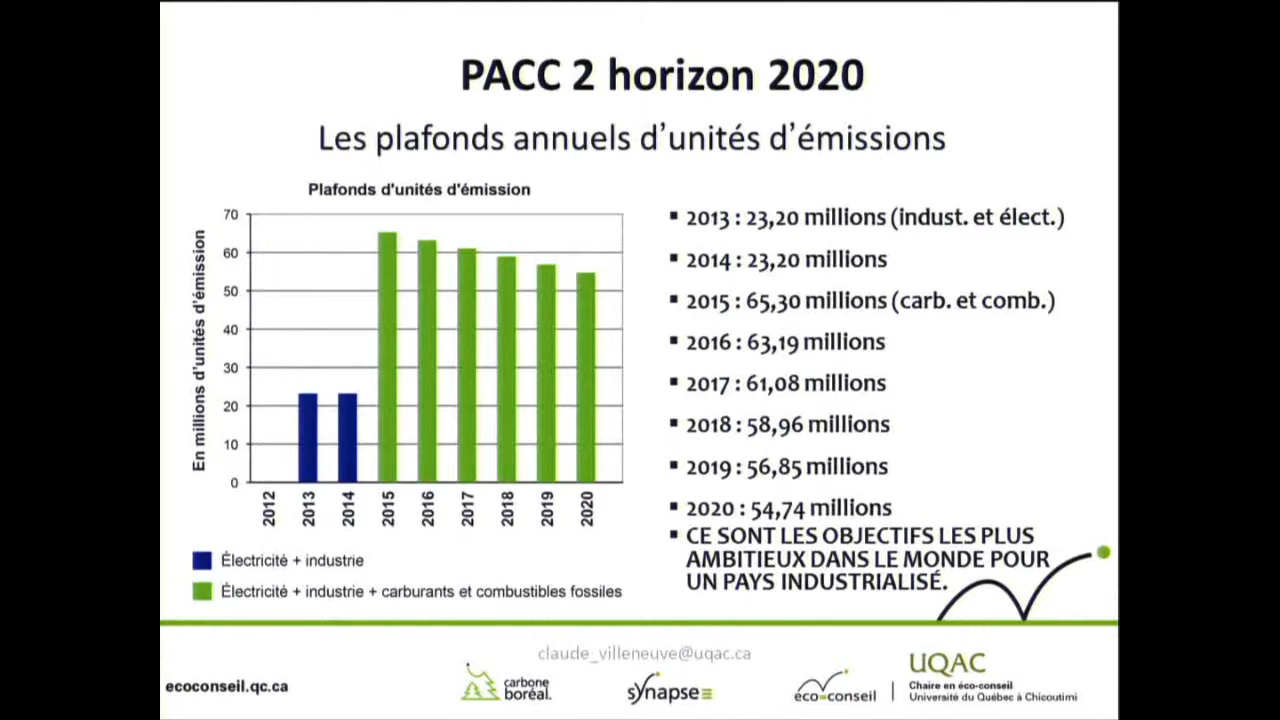 PACC 2 horizon 2020
Les plafonds annuels d’unités d’émissions
Plafonds d'unités d'émission
En millions d'unités d'émission
70
60
50
40
30
20
10
0
2012
2013
2014
2015
2016
2017
2018
2019
2020
Électricité + industrie
Électricité + industrie + carburants et combustibles fossiles
▪ 2013 : 23,20 millions (indust. et élect.)
▪ 2014 : 23,20 millions
▪ 2015 : 65,30 millions (carb. et comb.)
▪ 2016 : 63,19 millions
▪ 2017 : 61,08 millions
▪ 2018 : 58,96 millions
▪ 2019 : 56,85 millions
▪ 2020 : 54,74 millions
▪ CE SONT LES OBJECTIFS LES PLUS
AMBITIEUX DANS LE MONDE POUR
UN PAYS INDUSTRIALISÉ.
claude_villeneuve@uqac.ca
ecoconseil.qc.ca
carbone
boréal.
synapse
éco-conseil
UQAC
Chaire en éco-conseil
Université du Québec à Chicoutimi